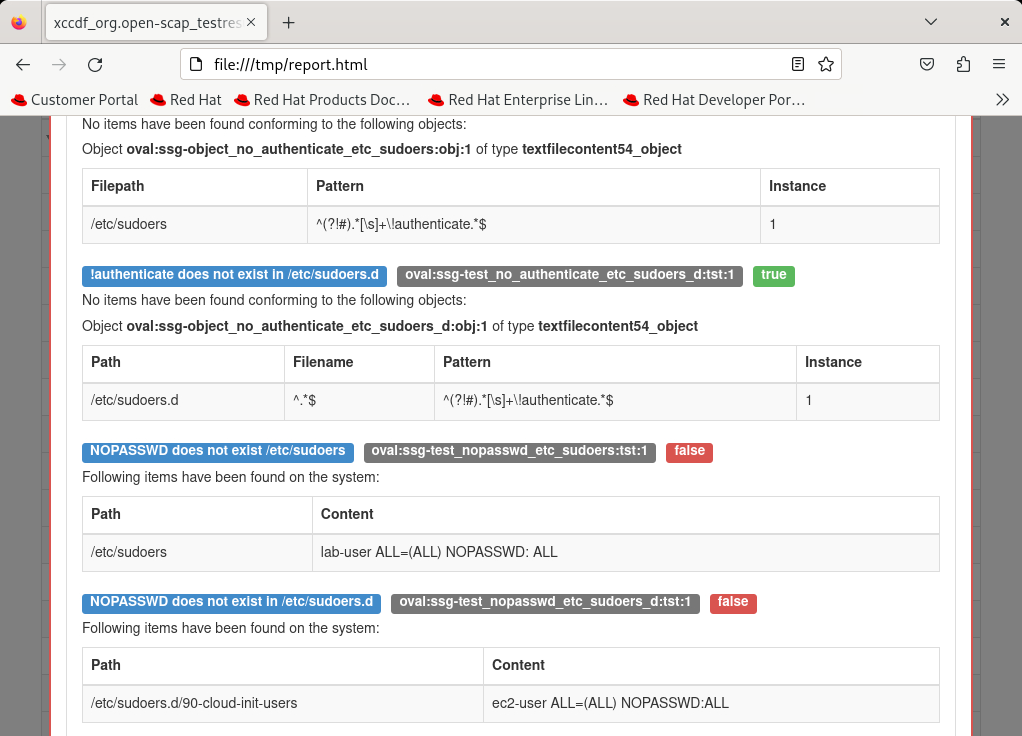 xccdf_org.open-scap_testres
file:///tmp/report.html
Customer Portal Red Hat Red Hat Products Doc… Red Hat Enterprise Lin… Red Hat Developer Por…
No items have been found conforming to the following objects:
Object oval:ssg-object_no_authenticate_etc_sudoers:obj:1 of type textfilecontent54_object
Filepath Pattern Instance
/etc/sudoers ^(?!#).*[\s]+\!authenticate.*$ 1
!authenticate does not exist in /etc/sudoers.d oval:ssg-test_no_authenticate_etc_sudoers_d:tst:1 true
No items have been found conforming to the following objects:
Object oval:ssg-object_no_authenticate_etc_sudoers_d:obj:1 of type textfilecontent54_object
Path Filename Pattern Instance
/etc/sudoers.d ^.*$ ^(?!#).*[\s]+\!authenticate.*$ 1
NOPASSWD does not exist /etc/sudoers oval:ssg-test_nopasswd_etc_sudoers:tst:1 false
Following items have been found on the system:
Path Content
/etc/sudoers lab-user ALL=(ALL) NOPASSWD: ALL
NOPASSWD does not exist in /etc/sudoers.d oval:ssg-test_nopasswd_etc_sudoers_d:tst:1 false
Following items have been found on the system:
Path Content
/etc/sudoers.d/90-cloud-init-users ec2-user ALL=(ALL) NOPASSWD:ALL